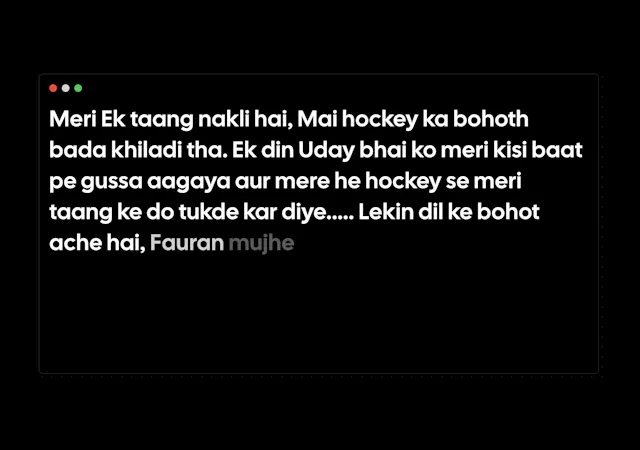 Meri Ek taang nakli hai, Mai hockey ka bohoth
bada khiladi tha. Ek din Uday bhai ko meri kisi baat
pe gussa aagaya aur mere he hockey se meri
taang ke do tukde kar diye..... Lekin dil ke bohot
ache hai, Fauran mujhe